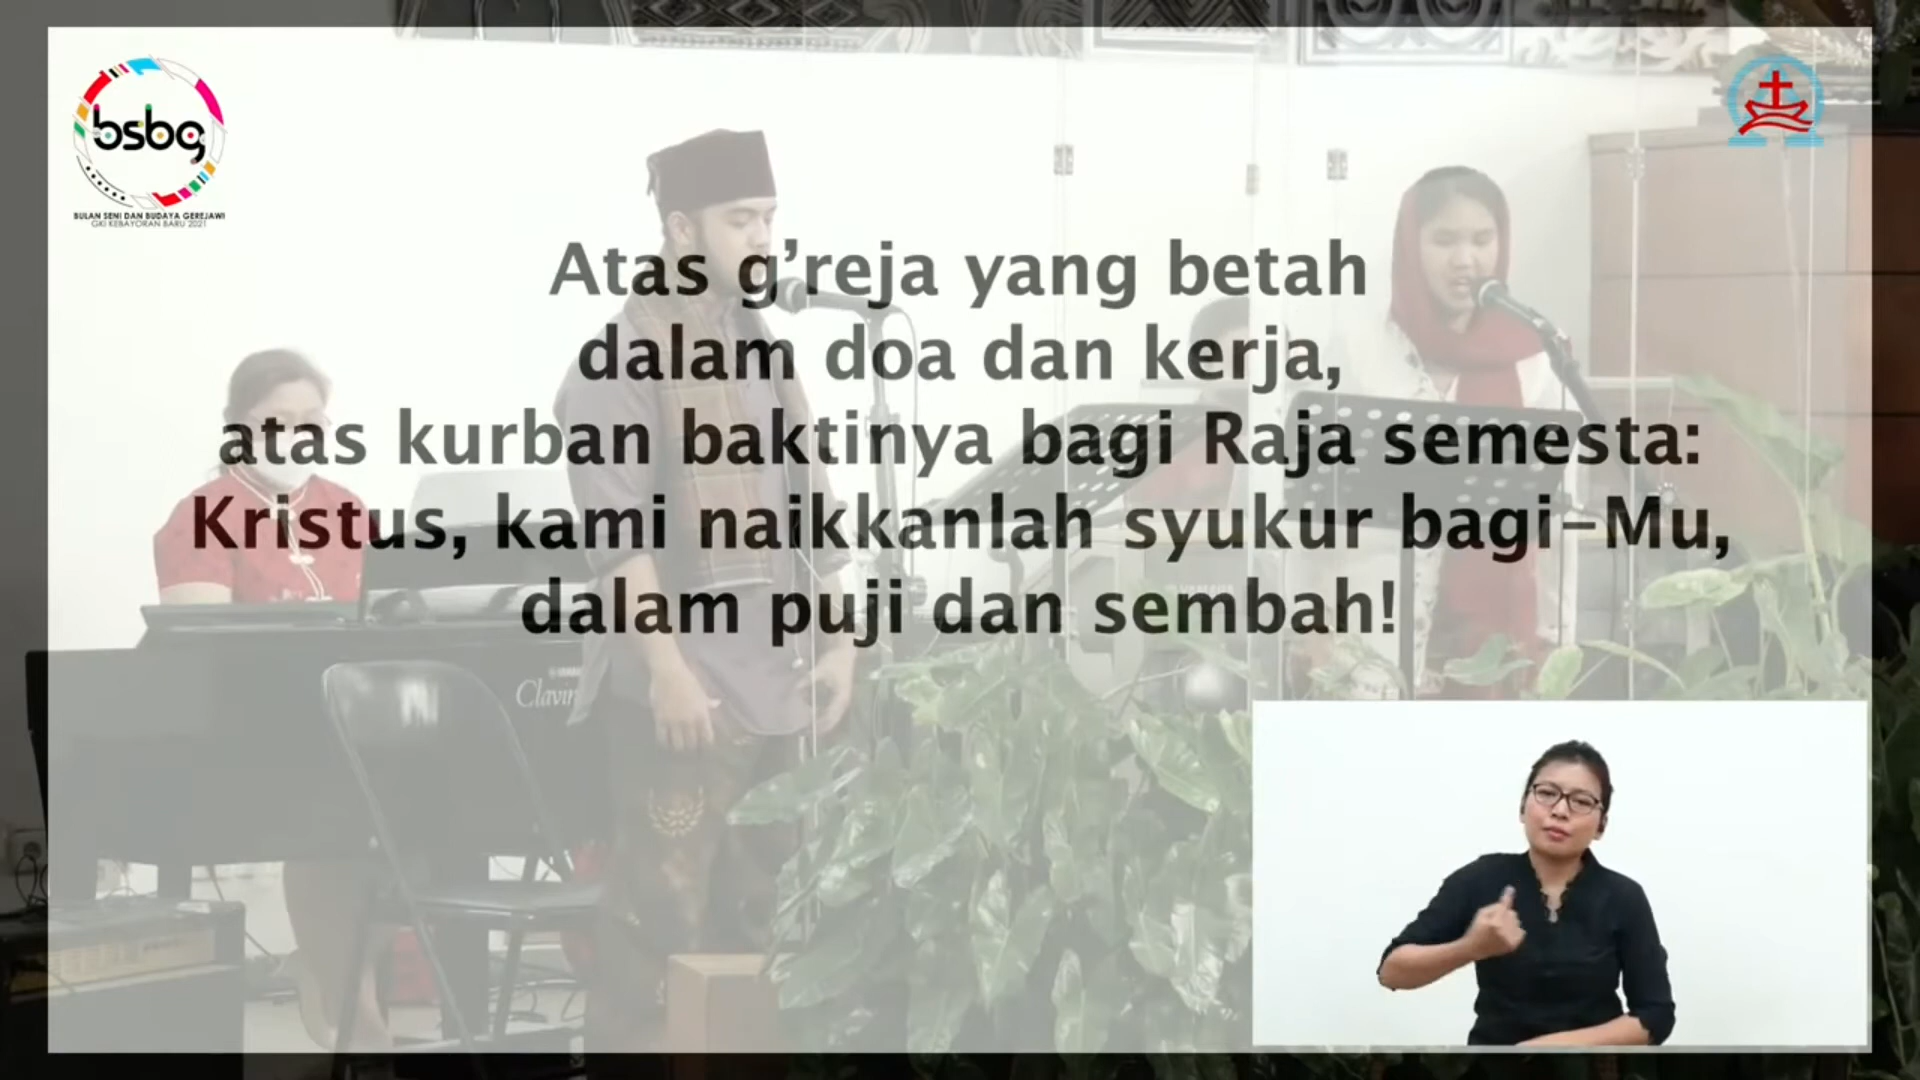 bsbg
BULAN SENI DAN BUDAYA GEREJAWI
GKI KEBAYORAN BARU 2021
Atas g’reja yang betah
dalam doa dan kerja,
atas kurban baktinya bagi Raja semesta:
Kristus, kami naikkanlah syukur bagi-Mu,
dalam puji dan sembah!
YAMAHA
Clavin